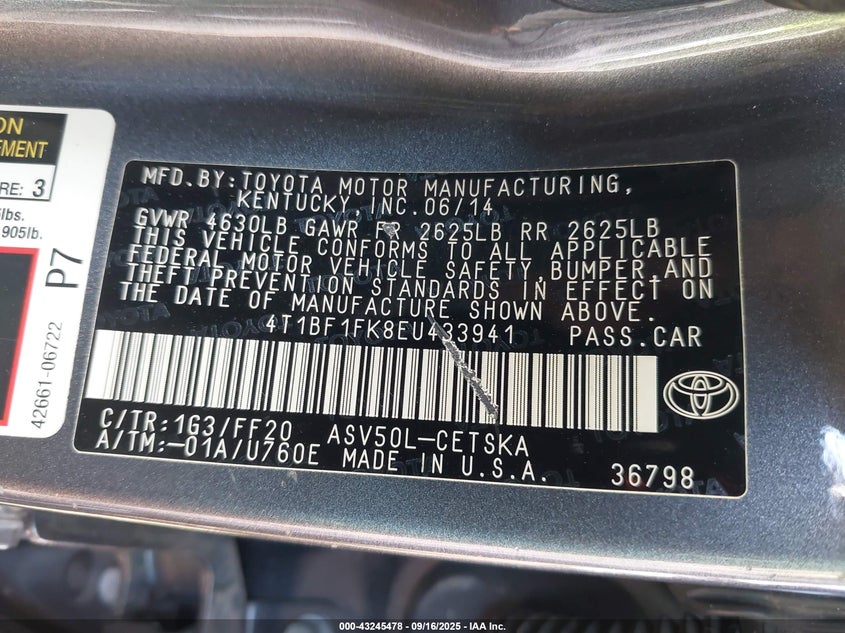 ON
EMENT
RE: 3
lbs.
905lb.
P7
42661-06722
MFD.BY:TOYOTA MOTOR MANUFACTURING,
KENTUCKY, INC. 06/14
GVWR 4630LB GAWR FR 2625LB RR 2625LB
THIS VEHICLE CONFORMS TO ALL APPLICABLE
FEDERAL MOTOR VEHICLE SAFETY, BUMPER, AND
THEFT PREVENTION STANDARDS IN EFFECT ON
THE DATE OF MANUFACTURE SHOWN ABOVE.
4T1BF1FK8EU433941 PASS.CAR
C/TR:1G3/FF20 ASV50L-CETSKA
A/TM:-01A/U760E MADE IN U.S.A. 36798
000-43245478 - 09/16/2025 - IAA Inc.